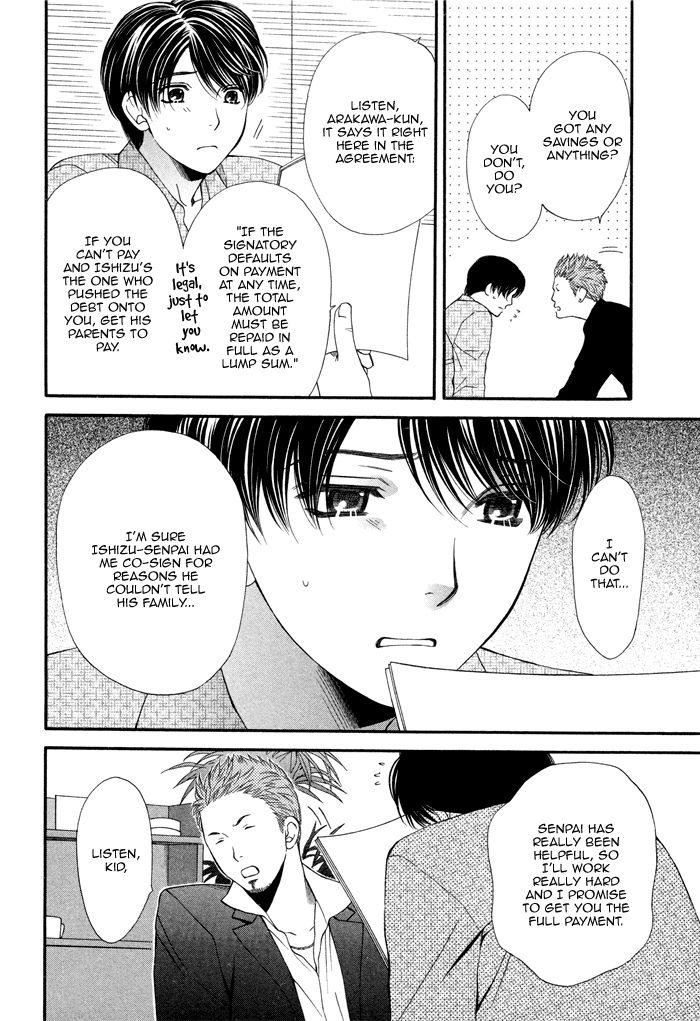 YOU
GOT ANY
SAVINGS OR
ANYTHING?
YOU
DON'T,
DO
YOU?
LISTEN,
ARAKAWA-KUN,
IT SAYS IT RIGHT
HERE IN THE
AGREEMENT:
"IF THE
SIGNATORY
DEFAULTS
ON PAYMENT
AT ANY TIME,
THE TOTAL
AMOUNT
MUST BE
REPAID IN
FULL AS A
LUMP SUM."
It's
legal,
just to
let
you
know.
IF YOU
CAN'T PAY
AND ISHIZU'S
THE ONE WHO
PUSHED THE
DEBT ONTO
YOU, GET HIS
PARENTS TO
PAY.
I
CAN'T
DO
THAT...
I'M SURE
ISHIZU-SENPAI HAD
ME CO-SIGN FOR
REASONS HE
COULDN'T TELL
HIS FAMILY...
SENPAI HAS
REALLY BEEN
HELPFUL, SO
I'LL WORK
REALLY HARD
AND I PROMISE
TO GET YOU THE
FULL PAYMENT.
LISTEN,
KID,